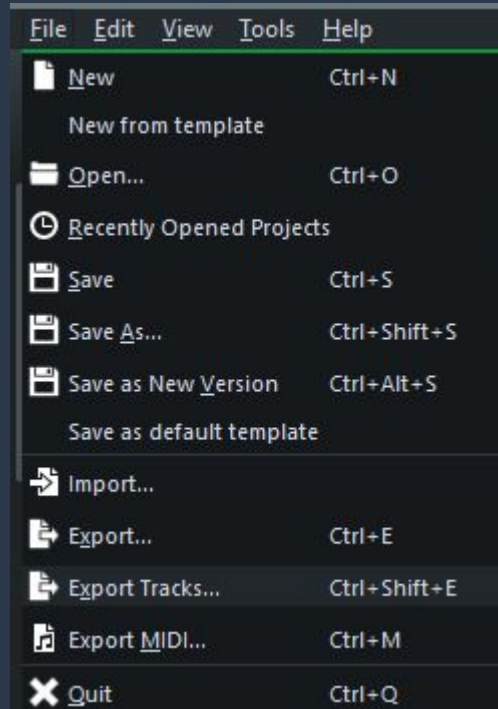 File Edit View Tools Help
New Ctrl+N
New from template
Open... Ctrl+O
Recently Opened Projects
Save Ctrl+S
Save As... Ctrl+Shift+S
Save as New Version Ctrl+Alt+S
Save as default template
Import...
Export... Ctrl+E
Export Tracks... Ctrl+Shift+E
Export MIDI... Ctrl+M
Quit Ctrl+Q